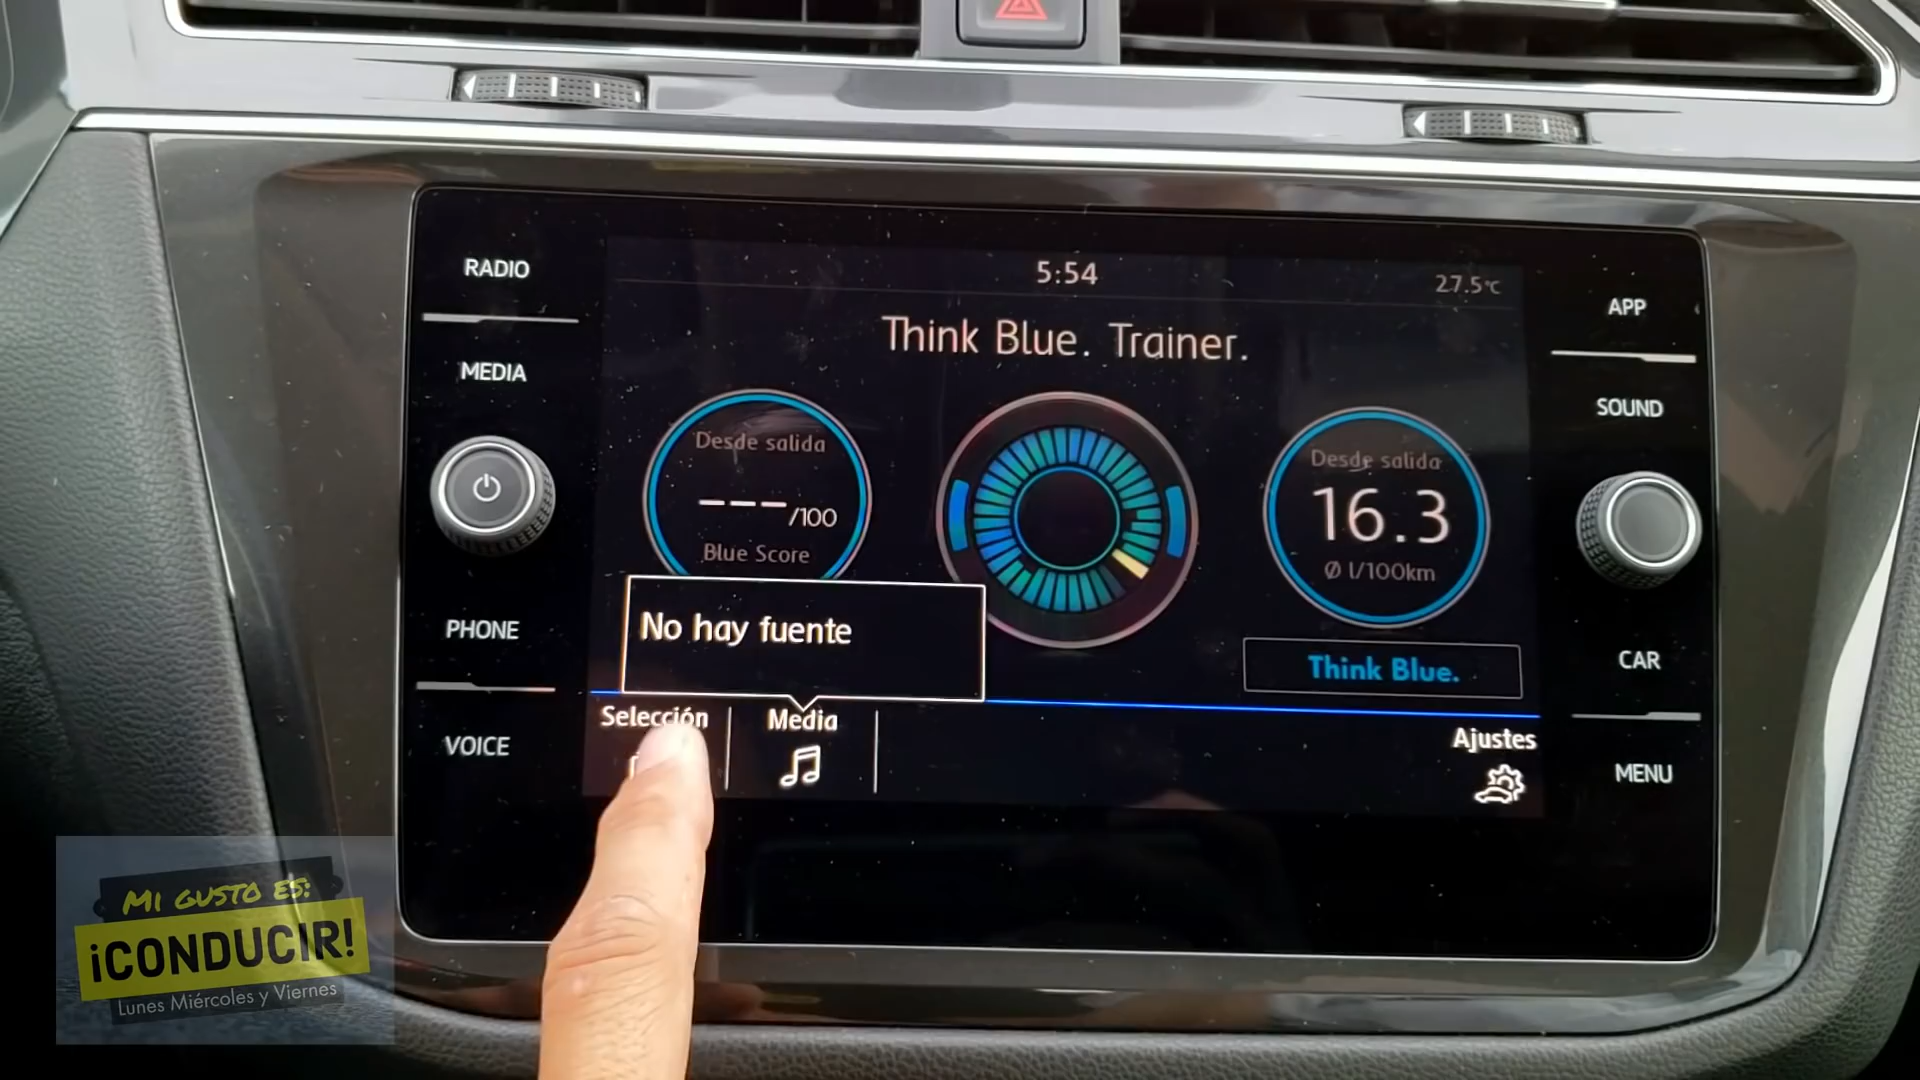 RADIO
MEDIA
PHONE
VOICE
5:54
27.5°C
Think Blue. Trainer.
Desde salida
---/100
Blue Score
Desde salida
16.3
Ø l/100km
No hay fuente
Think Blue.
Selección
Media
Ajustes
APP
SOUND
CAR
MENU
MI GUSTO ES:
¡CONDUCIR!
Lunes Miércoles y Viernes